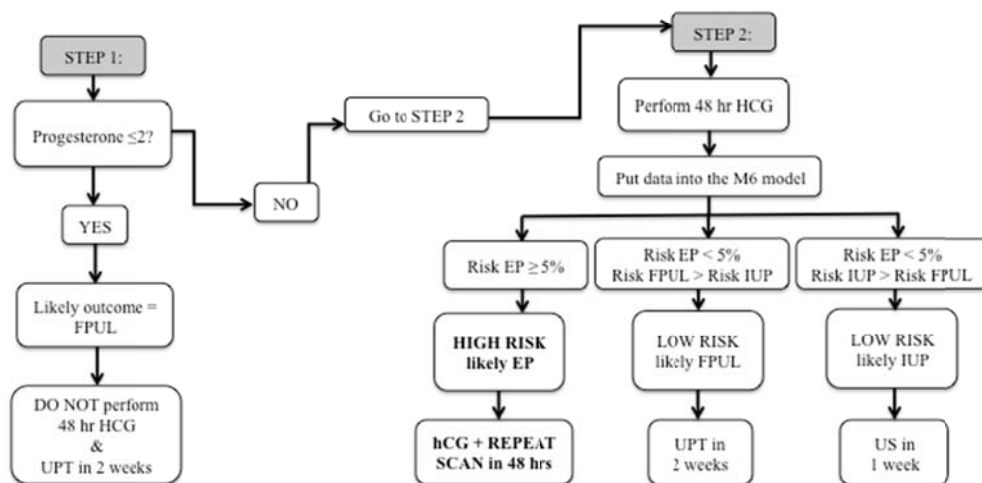 STEP 1:
Progesterone ≤2?
YES
Likely outcome =
FPUL
DO NOT perform
48 hr HCG
&
UPT in 2 weeks
NO
Go to STEP 2
STEP 2:
Perform 48 hr HCG
Put data into the M6 model
Risk EP ≥ 5%
HIGH RISK
likely EP
hCG + REPEAT
SCAN in 48 hrs
Risk EP < 5%
Risk FPUL > Risk IUP
LOW RISK
likely FPUL
UPT in
2 weeks
Risk EP < 5%
Risk IUP > Risk FPUL
LOW RISK
likely IUP
US in
1 week